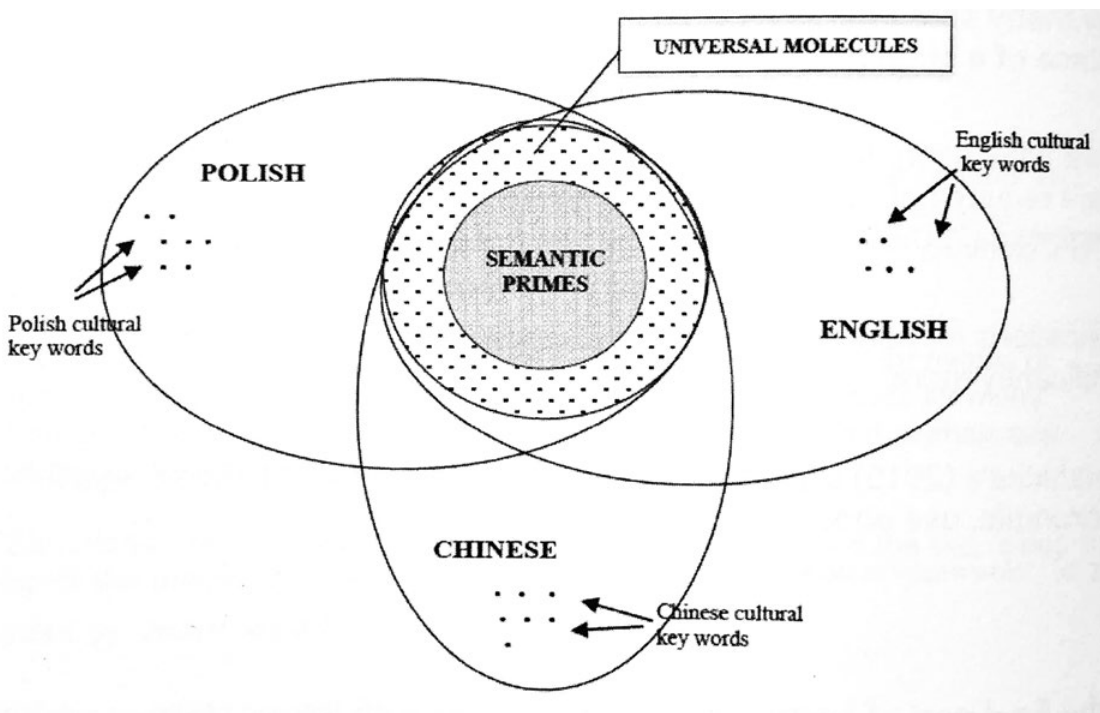 UNIVERSAL MOLECULES
POLISH
English cultural
key words
SEMANTIC
PRIMES
Polish cultural
key words
ENGLISH
CHINESE
Chinese cultural
key words